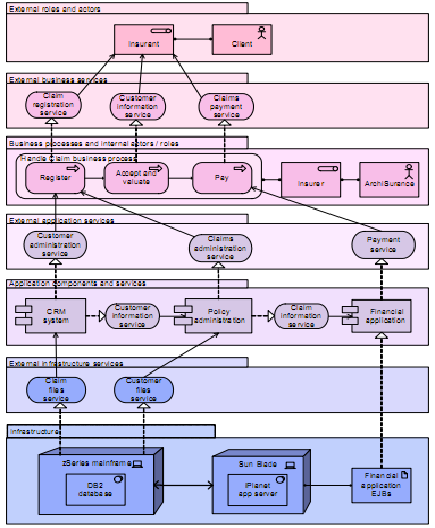 External roles and actors
Insurant
Client
External business services
Claim
registration
service
Customer
information
service
Claims
payment
service
Business processes and internal actors / roles
Handle Claim business process
Register
Accept and
valuate
Pay
Insurer
ArchiSurance
External application services
Customer
administration
service
Claims
administration
service
Payment
service
Application components and services
CRM
system
Customer
information
service
Policy
administration
Claim
information
service
Financial
application
External infrastructure services
Claim
files
service
Customer
files
service
Infrastructure
zSeries mainframe
DB2
database
Sun Blade
iPlanet
app server
Financial
application
EJBs